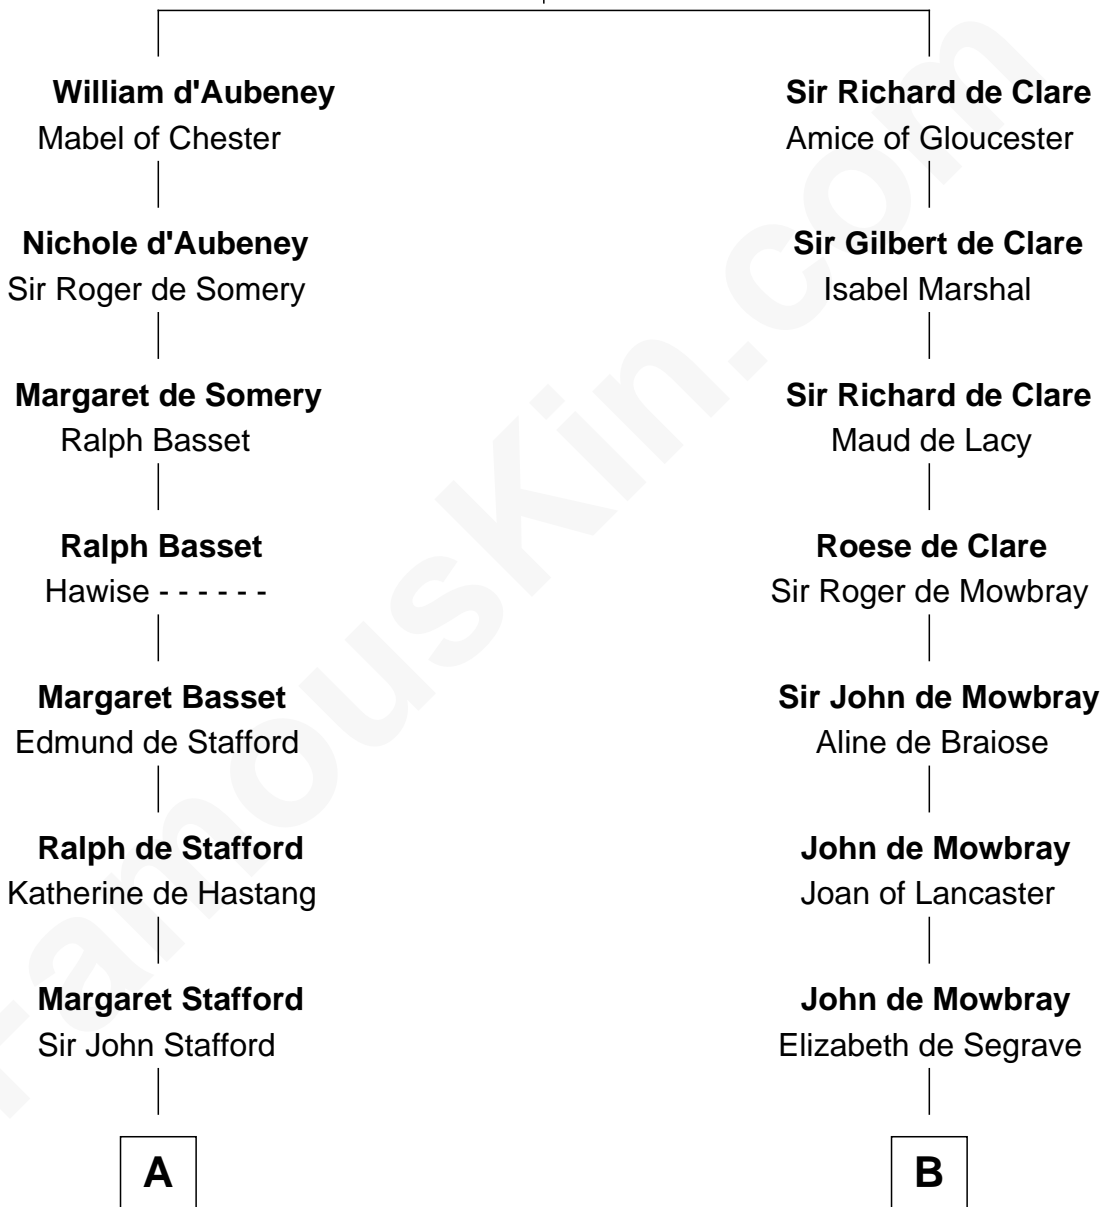 William d'Aubeney
Mabel of Chester
Nichole d'Aubeney
Sir Roger de Somery
Margaret de Somery
Ralph Basset
Ralph Basset
Hawise - - - - - -
Margaret Basset
Edmund de Stafford
Ralph de Stafford
Katherine de Hastang
Margaret Stafford
Sir John Stafford
A
Sir Richard de Clare
Amice of Gloucester
Sir Gilbert de Clare
Isabel Marshal
Sir Richard de Clare
Maud de Lacy
Roese de Clare
Sir Roger de Mowbray
Sir John de Mowbray
Aline de Braiose
John de Mowbray
Joan of Lancaster
John de Mowbray
Elizabeth de Segrave
B
FamousKin.com